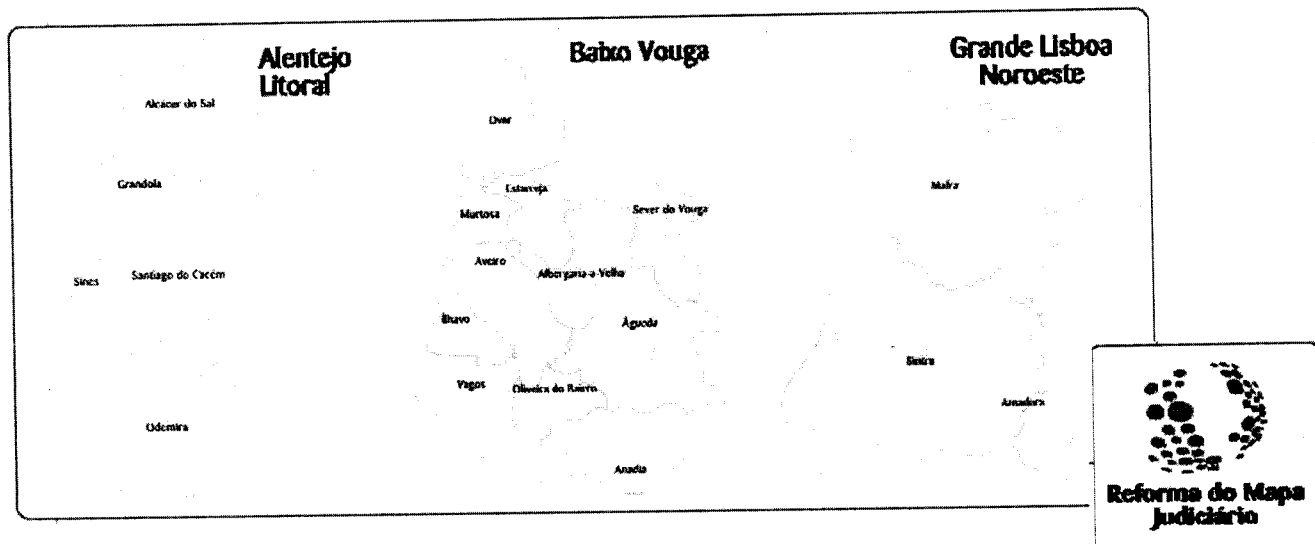 Alentejo
Litoral
Baixo Vouga
Grande Lisboa
Noroeste
Alcácer do Sal
Grandola
Sines
Santiago do Cacém
Odemira
Ovar
Estarreja
Murtosa
Sever do Vouga
Aveiro
Albergaria-a-Velha
Ílhavo
Águeda
Vagos
Oliveira do Bairro
Anadia
Mafra
Sintra
Amadora
Reforma do Mapa
Judiciário